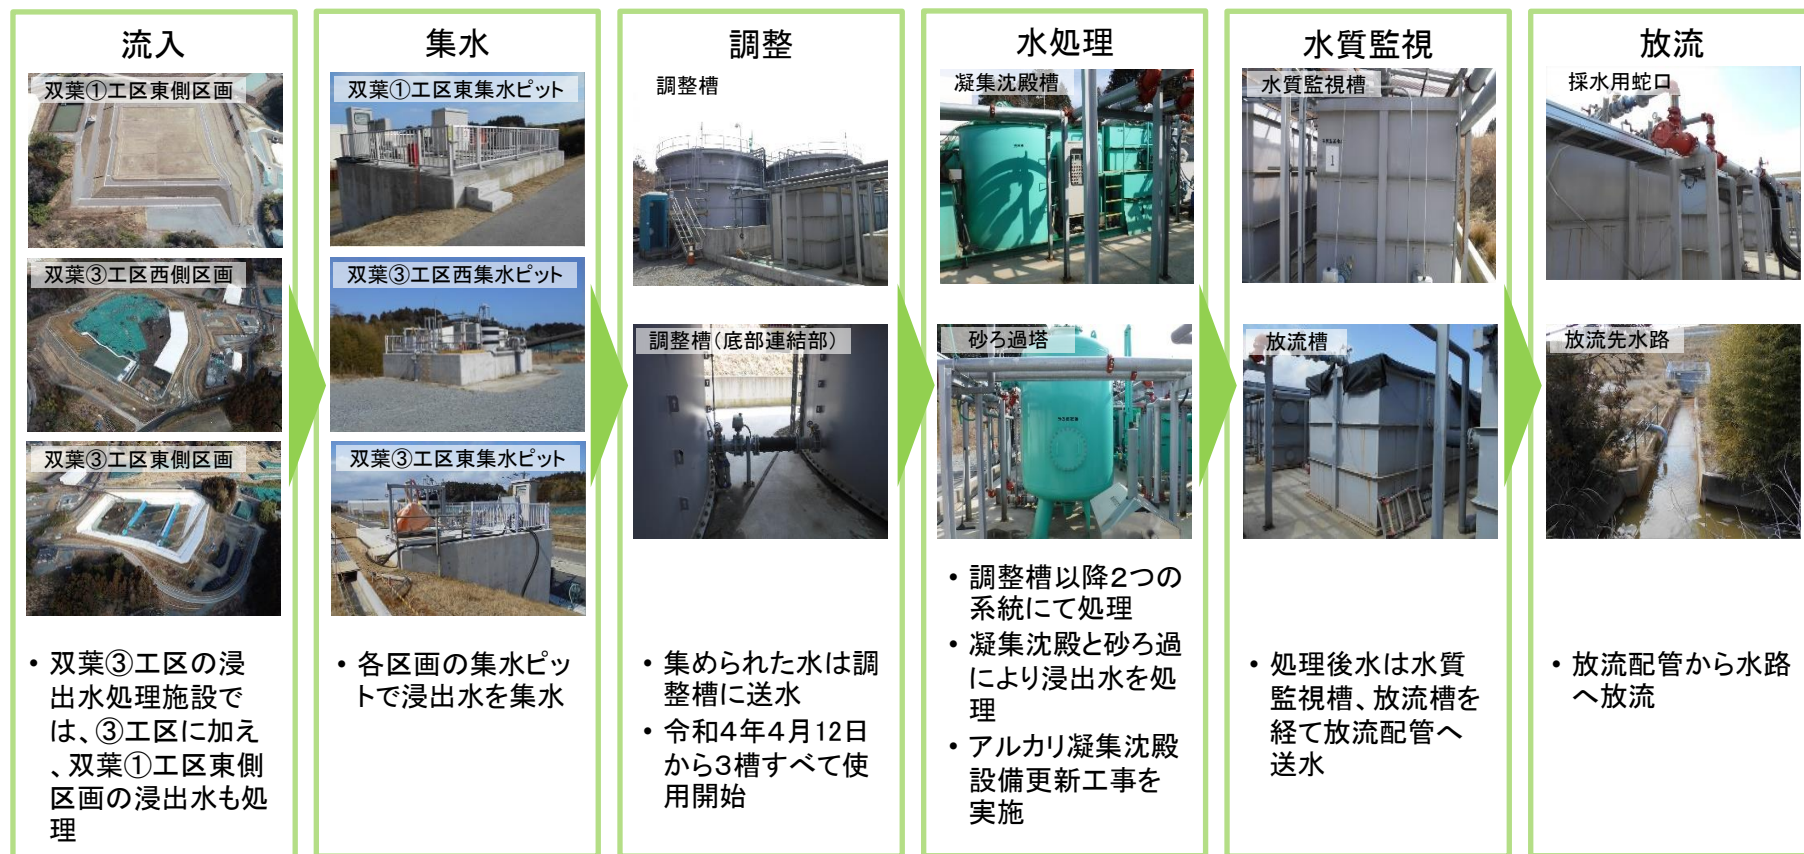 流入
双葉①工区東側区画
双葉③工区西側区画
双葉③工区東側区画
• 双葉③工区の浸
出水処理施設で
は、③工区に加え
、双葉①工区東側
区画の浸出水も処
理
集水
双葉①工区東集水ピット
双葉③工区西集水ピット
双葉③工区東集水ピット
• 各区画の集水ピッ
トで浸出水を集水
調整
調整槽
調整槽(底部連結部)
• 集められた水は調
整槽に送水
• 令和4年4月12日
から3槽すべて使
用開始
水処理
凝集沈殿槽
砂ろ過塔
• 調整槽以降2つの
系統にて処理
• 凝集沈殿と砂ろ過
により浸出水を処
理
• アルカリ凝集沈殿
設備更新工事を
実施
水質監視
水質監視槽
1
放流槽
• 処理後水は水質
監視槽、放流槽を
経て放流配管へ
送水
放流
採水用蛇口
放流先水路
• 放流配管から水路
へ放流